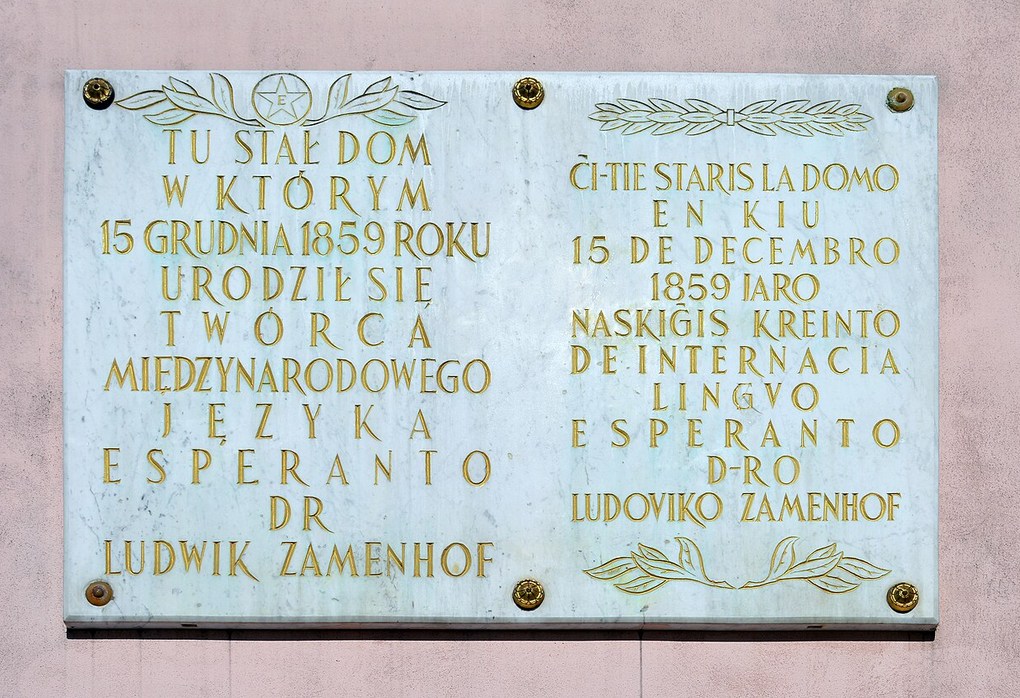 E
TU STAŁ DOM
W KTÓRYM
15 GRUDNIA 1859 ROKU
URODZIŁ SIĘ
TWÓRCA
MIĘDZYNARODOWEGO
JĘZYKA
ESPERANTO
DR
LUDWIK ZAMENHOF
ĈI-TIE STARIS LA DOMO
EN KIU
15 DE DECEMBRO
1859 JARO
NASKIĜIS KREINTO
DE INTERNACIA
LINGVO
ESPERANTO
D-RO
LUDOVIKO ZAMENHOF